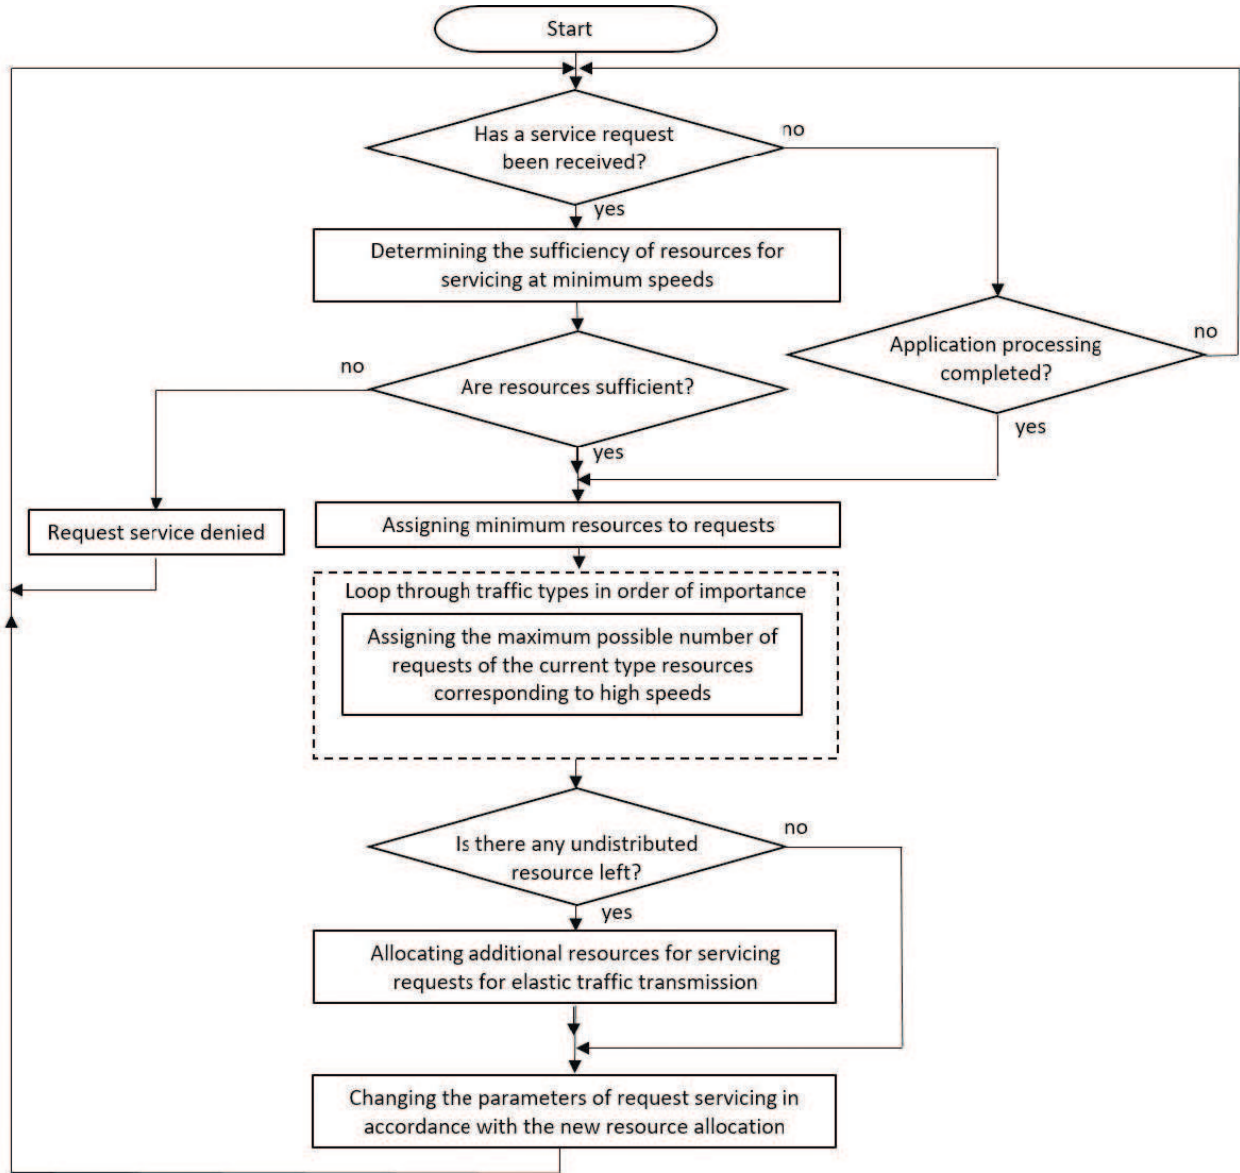 Start
Has a service request
been received?
no
yes
Determining the sufficiency of resources for
servicing at minimum speeds
Application processing
completed?
no
yes
Are resources sufficient?
no
yes
Request service denied
Assigning minimum resources to requests
Loop through traffic types in order of importance
Assigning the maximum possible number of
requests of the current type resources
corresponding to high speeds
Is there any undistributed
resource left?
no
yes
Allocating additional resources for servicing
requests for elastic traffic transmission
Changing the parameters of request servicing in
accordance with the new resource allocation